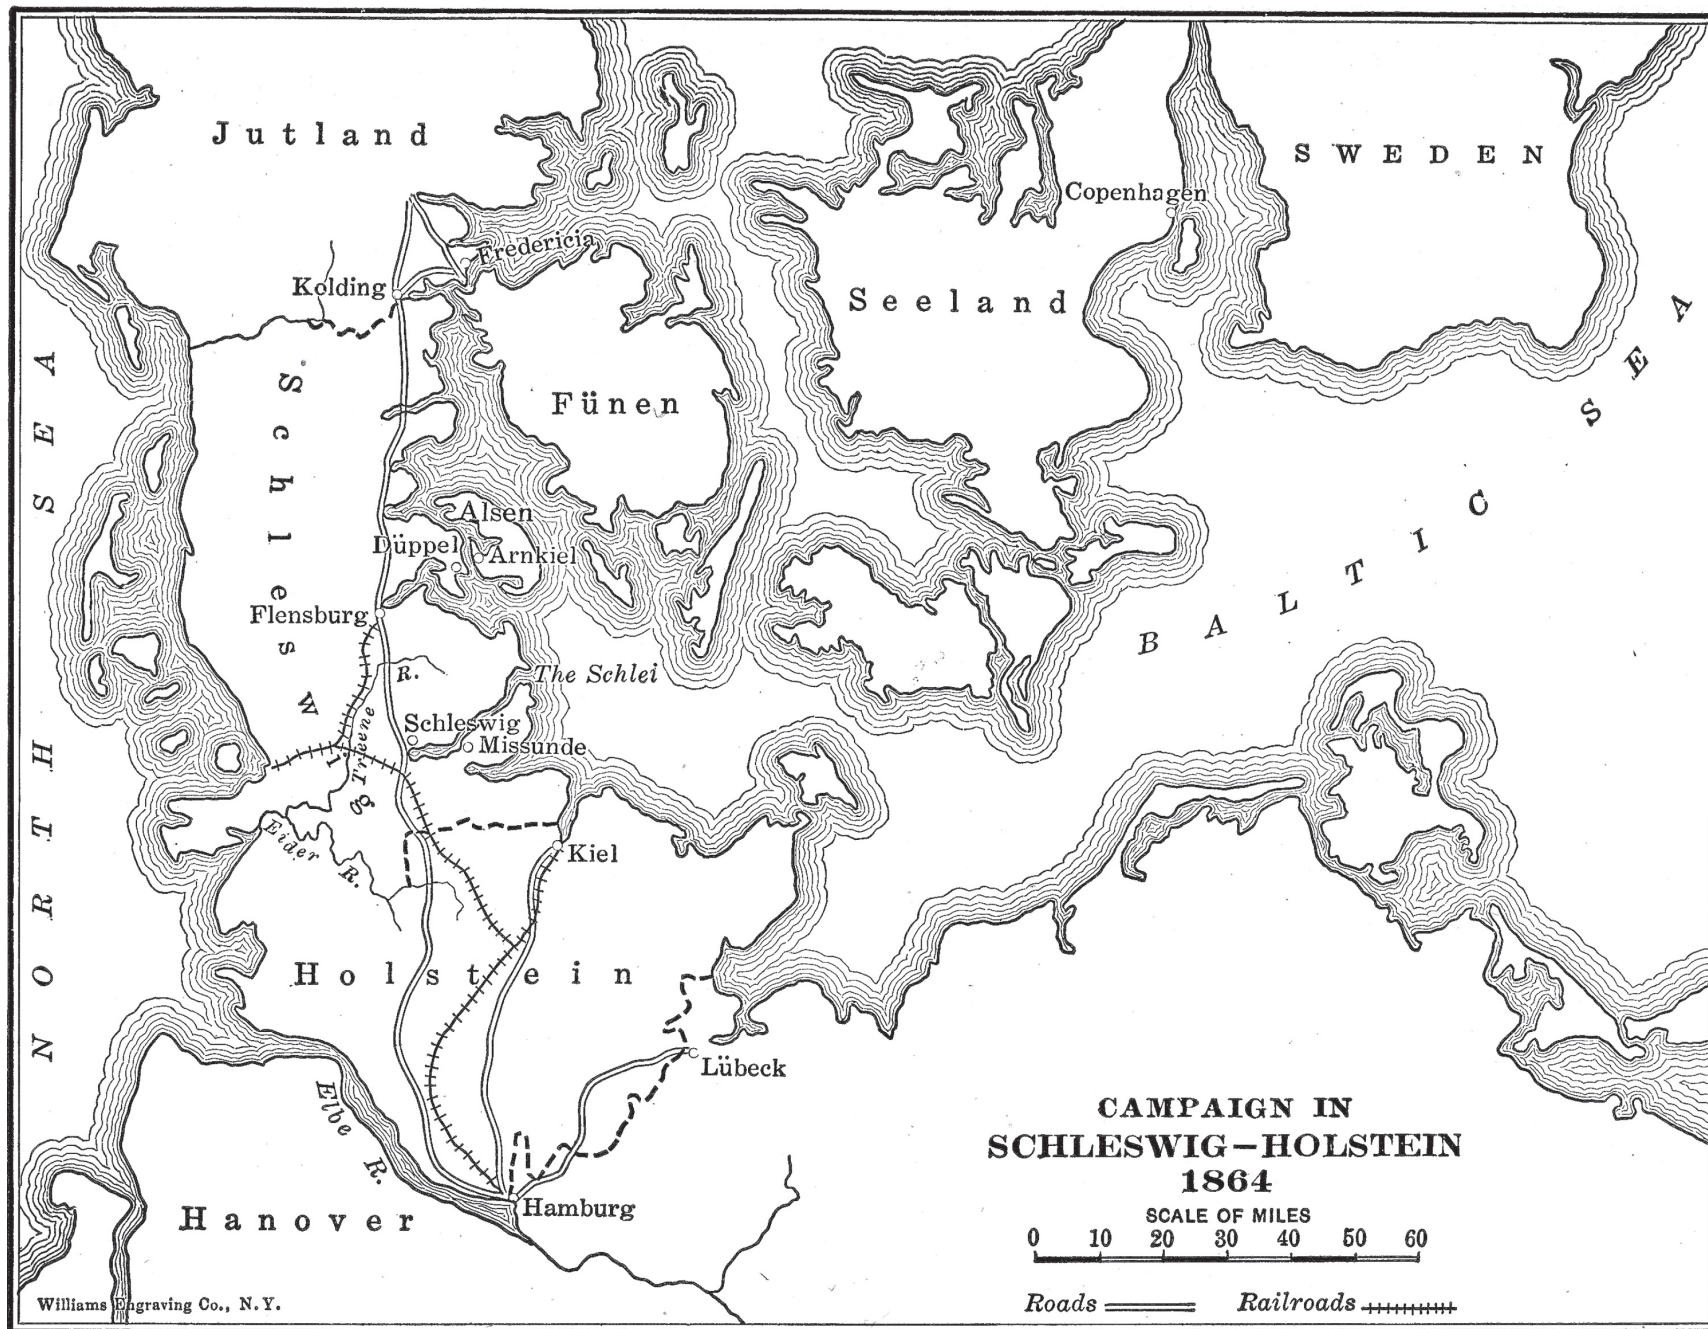 Jutland
SWEDEN
Copenhagen
Fredericia
Kolding
Seeland
NORTH SEA
BALTIC SEA
Schleswig
Fünen
Alsen
Düppel
Arnkiel
Flensburg
R.
Treene
The Schlei
Schleswig
Missunde
Eider
R.
Kiel
Holstein
Lübeck
Elbe
R.
Hamburg
Hanover
CAMPAIGN IN
SCHLESWIG-HOLSTEIN
1864
SCALE OF MILES
0 10 20 30 40 50 60
Roads Railroads
Williams Engraving Co., N.Y.